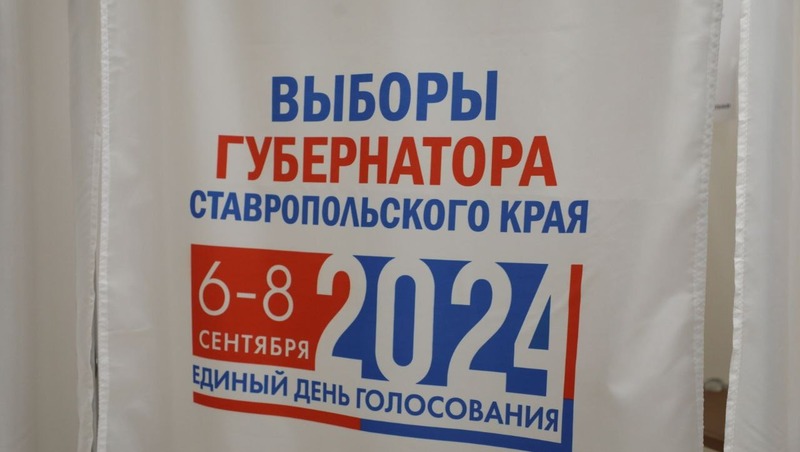 ВЫБОРЫ
ГУБЕРНАТОРА
СТАВРОПОЛЬСКОГО КРАЯ
6-8 2024
СЕНТЯБРЯ
ЕДИНЫЙ ДЕНЬ ГОЛОСОВАНИЯ